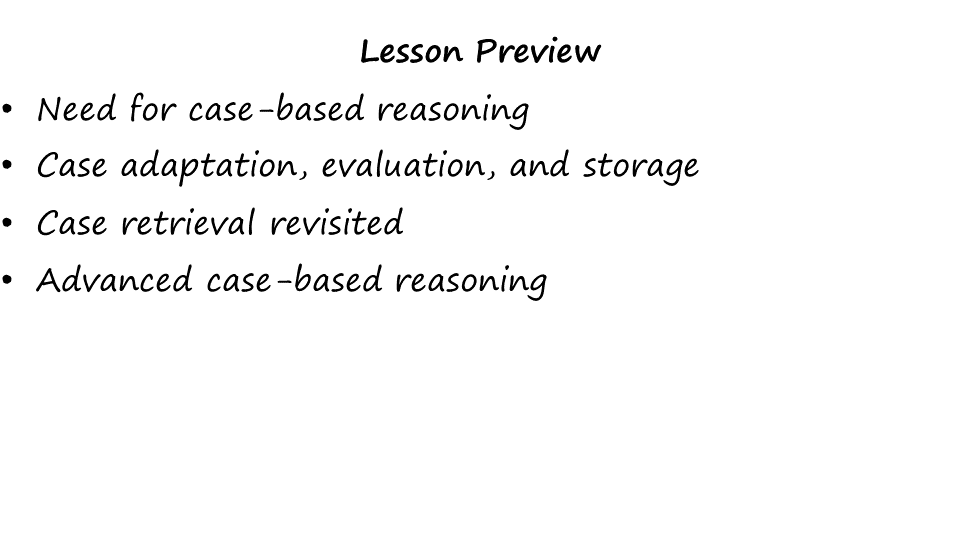 Lesson Preview
• Need for case-based reasoning
• Case adaptation, evaluation, and storage
• Case retrieval revisited
• Advanced case-based reasoning